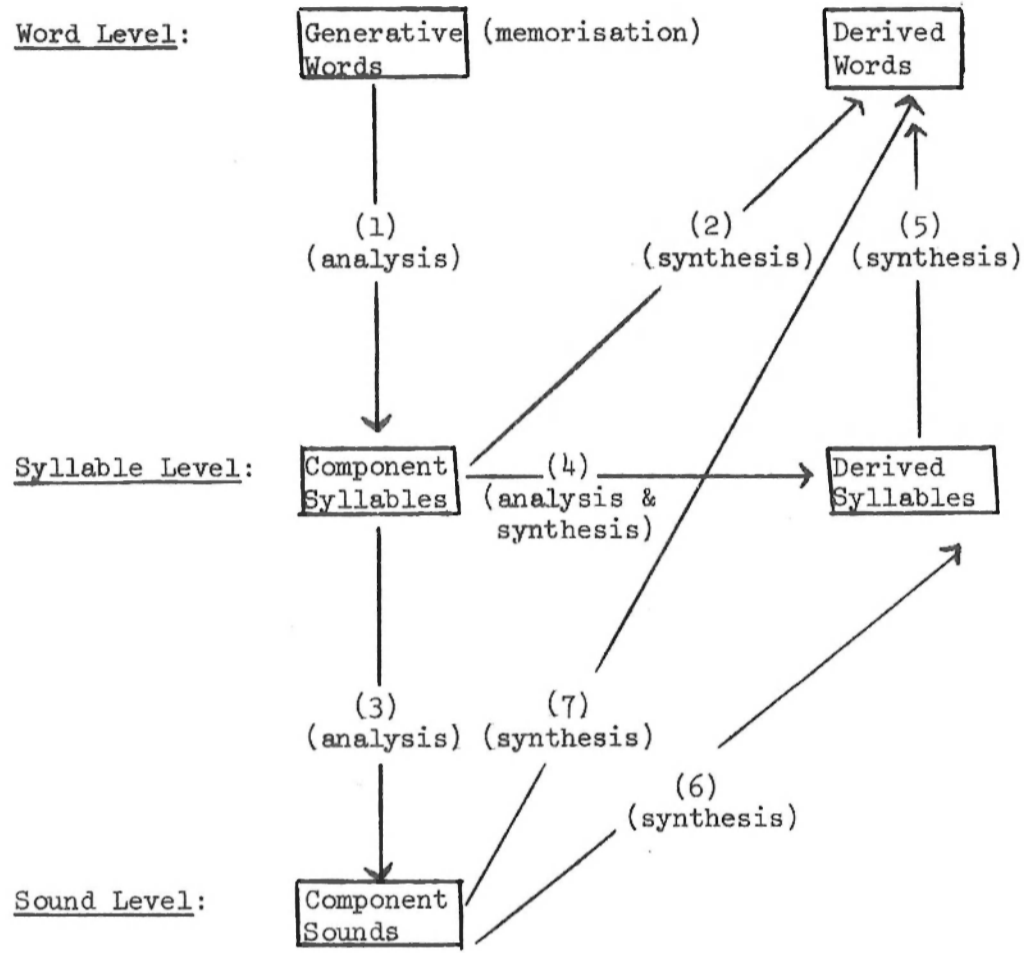 Word Level:
Generative (memorisation)
Words
Derived
Words
(1)
(analysis)
(2)
(synthesis)
(5)
(synthesis)
Syllable Level:
Component
Syllables
(4)
(analysis &
synthesis)
Derived
Syllables
(3)
(analysis)
(7)
(synthesis)
(6)
(synthesis)
Sound Level:
Component
Sounds